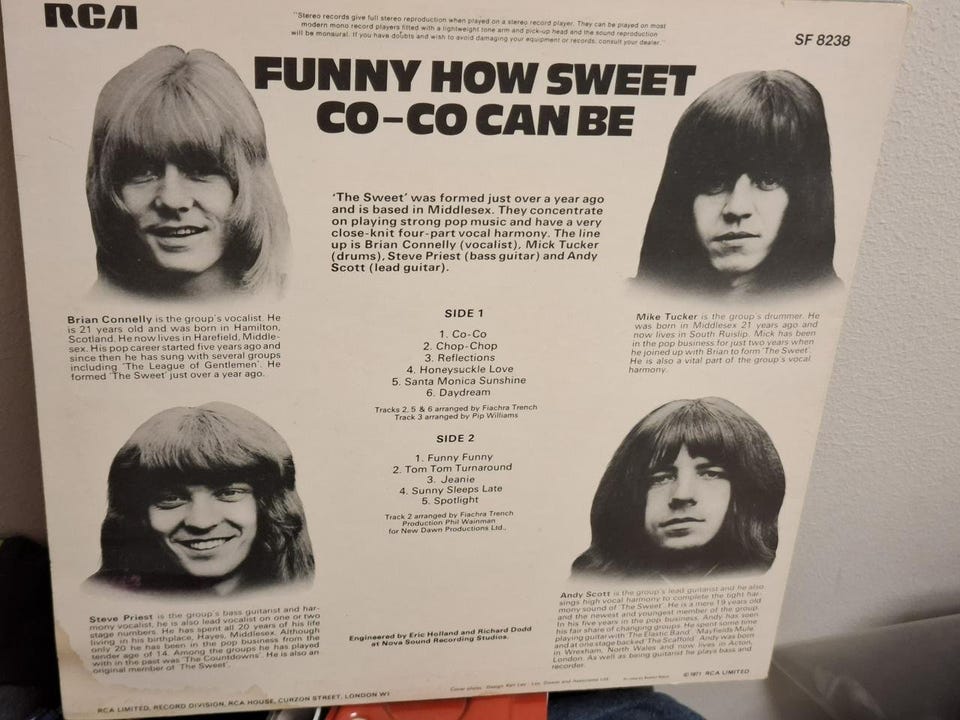 RCA
"Stereo records give full stereo reproduction when played on a stereo record player. They can be played on most
modern mono record players fitted with a lightweight tone arm and pick-up head and the sound reproduction
will be monaural. If you have doubts and wish to avoid damaging your equipment or records, consult your dealer."
SF 8238
FUNNY HOW SWEET
CO-CO CAN BE
'The Sweet' was formed just over a year ago
and is based in Middlesex. They concentrate
on playing strong pop music and have a very
close-knit four-part vocal harmony. The line
up is Brian Connelly (vocalist), Mick Tucker
(drums), Steve Priest (bass guitar) and Andy
Scott (lead guitar).
Brian Connelly is the group's vocalist. He
is 21 years old and was born in Hamilton,
Scotland. He now lives in Harefield, Middle-
sex. His pop career started five years ago and
since then he has sung with several groups
including 'The League of Gentlemen'. He
formed 'The Sweet' just over a year ago.
SIDE 1
1. Co-Co
2. Chop-Chop
3. Reflections
4. Honeysuckle Love
5. Santa Monica Sunshine
6. Daydream
Tracks 2, 5 & 6 arranged by Fiachra Trench
Track 3 arranged by Pip Williams
Mike Tucker is the group's drummer. He
was born in Middlesex 21 years ago and
now lives in South Ruislip. Mick has been
in the pop business for just two years when
he joined up with Brian to form 'The Sweet'.
He is also a vital part of the group's vocal
harmony.
SIDE 2
1. Funny Funny
2. Tom Tom Turnaround
3. Jeanie
4. Sunny Sleeps Late
5. Spotlight
Track 2 arranged by Fiachra Trench
Production Phil Wainman
for New Dawn Productions Ltd.,
Steve Priest is the group's bass guitarist and har-
mony vocalist, he is also lead vocalist on one or two
stage numbers. He has spent all 20 years of his life
living in his birthplace, Hayes, Middlesex. Although
only 20 he has been in the pop business from the
tender age of 14. Among the groups he has played
with in the past was 'The Countdowns'. He is also an
original member of 'The Sweet'.
Engineered by Eric Holland and Richard Dodd
at Nova Sound Recording Studios.
Andy Scott is the group's lead guitarist and he also
sings high vocal harmony to complete the tight har-
mony sound of 'The Sweet'. He is a mere 19 years old
and the newest and youngest member of the group.
In his five years in the pop business, Andy has seen
his fair share of changing groups. He spent some time
playing guitar with 'The Elastic Band', 'Mayfields Mule'
and at one stage backed 'The Scaffold'. Andy was born
in Wrexham, North Wales and now lives in Acton,
London. As well as being guitarist he plays bass and
recorder.
Cover photo: Design: Ken Ley - Ley, Dowse and Associates Ltd.
© 1971 RCA LIMITED
RCA LIMITED, RECORD DIVISION, RCA HOUSE, CURZON STREET, LONDON W1